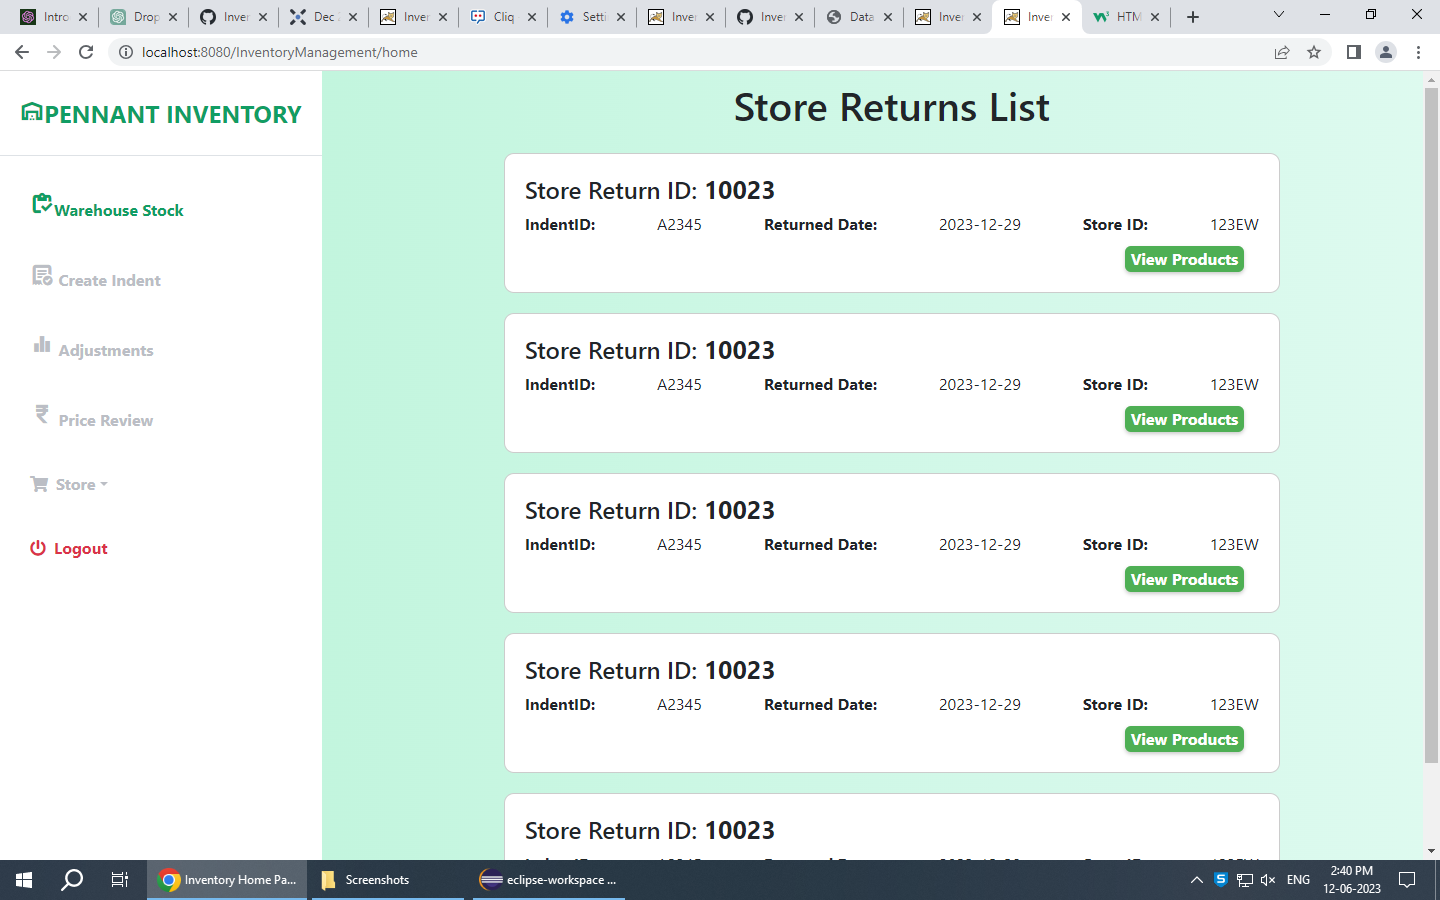 Intro
Drop
Inver
Dec
Inver
Cliq
Setti
Inver
Inver
Data
Inver
Inver
HTM
localhost:8080/InventoryManagement/home
PENNANT INVENTORY
Warehouse Stock
Create Indent
Adjustments
Price Review
Store
Logout
Store Returns List
Store Return ID: 10023
IndentID: A2345 Returned Date: 2023-12-29 Store ID: 123EW
View Products
Store Return ID: 10023
IndentID: A2345 Returned Date: 2023-12-29 Store ID: 123EW
View Products
Store Return ID: 10023
IndentID: A2345 Returned Date: 2023-12-29 Store ID: 123EW
View Products
Store Return ID: 10023
IndentID: A2345 Returned Date: 2023-12-29 Store ID: 123EW
View Products
Store Return ID: 10023
Inventory Home Pa...
Screenshots
eclipse-workspace ...
ENG
2:40 PM
12-06-2023